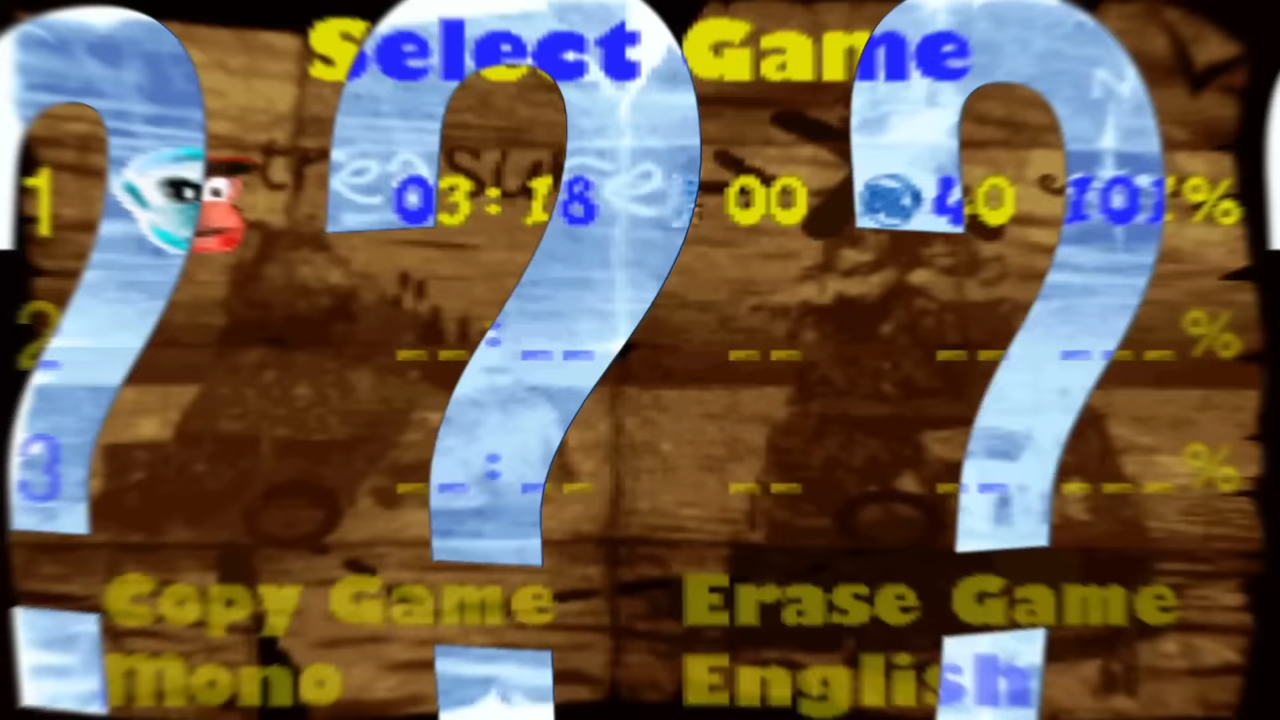 Select Game
1 03:18 00 40 101%
2 --:-- -- -- ---%
3 --:-- -- -- ---%
Copy Game Erase Game
Mono English